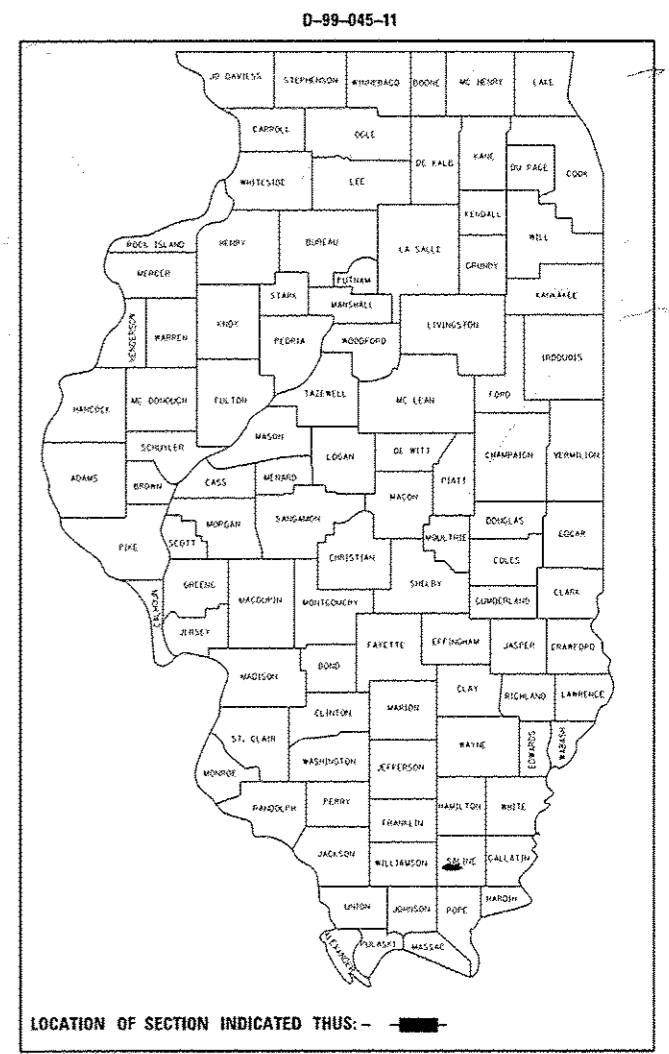 D-99-045-11
JO DAVIESS STEPHENSON WINNEBAGO BOONE MC HENRY LAKE
CARROLL OGLE
DE KALB KANE DU PAGE COOK
WHITESIDE LEE
KENDALL
ROCK ISLAND HENRY BUREAU LA SALLE WILL
MERCER PUTNAM GRUNDY
STARK MARSHALL KANKAKEE
HENDERSON WARREN KNOX PEORIA WOODFORD LIVINGSTON IROQUOIS
HANCOCK MC DONOUGH FULTON TAZEWELL MC LEAN FORD
SCHUYLER MASON
ADAMS BROWN CASS MENARD LOGAN DE WITT CHAMPAIGN VERMILION
PIATT
MACON
PIKE SCOTT MORGAN SANGAMON DOUGLAS EDGAR
CHRISTIAN MOULTRIE COLES
CALHOUN GREENE MACOUPIN MONTGOMERY SHELBY CUMBERLAND CLARK
JERSEY
FAYETTE EFFINGHAM JASPER CRAWFORD
MADISON BOND
CLAY RICHLAND LAWRENCE
CLINTON MARION
ST. CLAIR WAYNE EDWARDS WABASH
MONROE WASHINGTON JEFFERSON
RANDOLPH PERRY HAMILTON WHITE
FRANKLIN
JACKSON WILLIAMSON SALINE GALLATIN
UNION JOHNSON POPE HARDIN
ALEXANDER PULASKI MASSAC
LOCATION OF SECTION INDICATED THUS:-